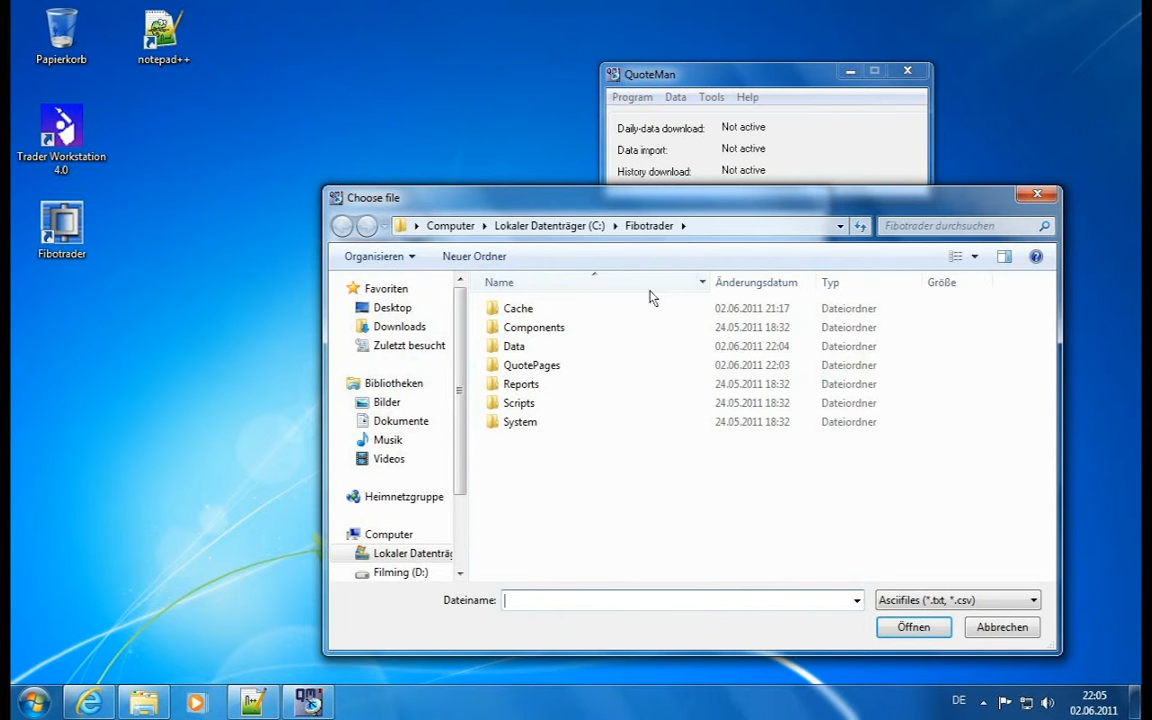 Papierkorb
notepad++
Trader Workstation
4.0
Fibotrader
QuoteMan
Program Data Tools Help
Daily-data download: Not active
Data import: Not active
History download: Not active
Choose file
Computer Lokaler Datenträger (C:) Fibotrader
Fibotrader durchsuchen
Organisieren Neuer Ordner
Favoriten
Desktop
Downloads
Zuletzt besucht
Bibliotheken
Bilder
Dokumente
Musik
Videos
Heimnetzgruppe
Computer
Lokaler Datenträg
Filming (D:)
Name Änderungsdatum Typ Größe
Cache 02.06.2011 21:17 Dateiordner
Components 24.05.2011 18:32 Dateiordner
Data 02.06.2011 22:04 Dateiordner
QuotePages 02.06.2011 22:03 Dateiordner
Reports 24.05.2011 18:32 Dateiordner
Scripts 24.05.2011 18:32 Dateiordner
System 24.05.2011 18:32 Dateiordner
Dateiname: Asciifiles (*.txt, *.csv)
Öffnen Abbrechen
DE
22:05
02.06.2011